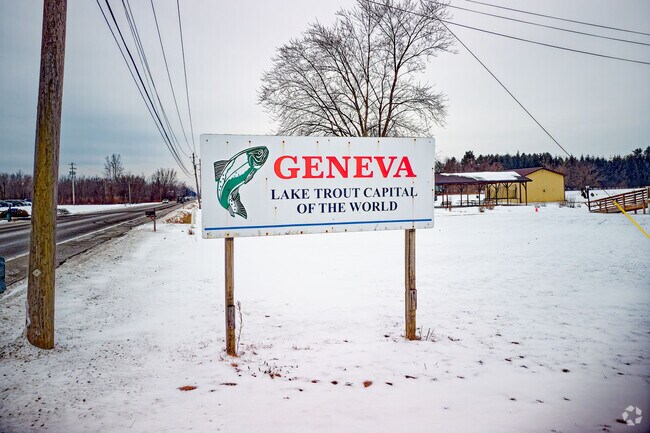 GENEVA
LAKE TROUT CAPITAL
OF THE WORLD